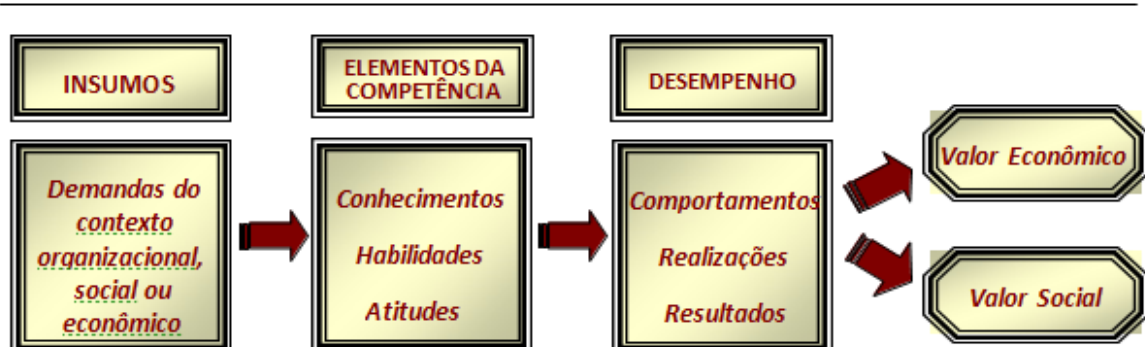 INSUMOS
Demandas do
contexto
organizacional,
social ou
econômico
ELEMENTOS DA
COMPETÊNCIA
Conhecimentos
Habilidades
Atitudes
DESEMPENHO
Comportamentos
Realizações
Resultados
Valor Econômico
Valor Social